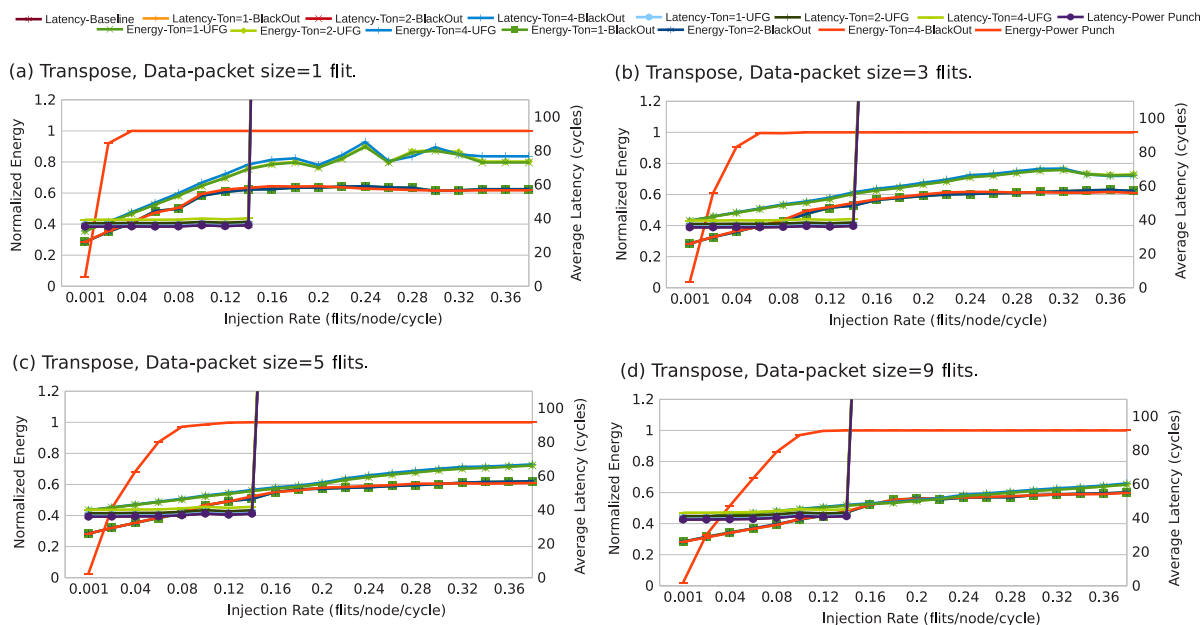 Latency-Baseline Latency-Ton=1-BlackOut Latency-Ton=2-BlackOut Latency-Ton=4-BlackOut Latency-Ton=1-UFG Latency-Ton=2-UFG Latency-Ton=4-UFG Latency-Power Punch
Energy-Ton=1-UFG Energy-Ton=2-UFG Energy-Ton=4-UFG Energy-Ton=1-BlackOut Energy-Ton=2-BlackOut Energy-Ton=4-BlackOut Energy-Power Punch
(a) Transpose, Data-packet size=1 flit.
Normalized Energy
1.2
1
0.8
0.6
0.4
0.2
0
100
80
60
40
20
0
Average Latency (cycles)
0.001 0.04 0.08 0.12 0.16 0.2 0.24 0.28 0.32 0.36
Injection Rate (flits/node/cycle)
(b) Transpose, Data-packet size=3 flits.
Normalized Energy
1.2
1
0.8
0.6
0.4
0.2
0
100
80
60
40
20
0
Average Latency (cycles)
0.001 0.04 0.08 0.12 0.16 0.2 0.24 0.28 0.32 0.36
Injection Rate (flits/node/cycle)
(c) Transpose, Data-packet size=5 flits.
Normalized Energy
1.2
1
0.8
0.6
0.4
0.2
0
100
80
60
40
20
0
Average Latency (cycles)
0.001 0.04 0.08 0.12 0.16 0.2 0.24 0.28 0.32 0.36
Injection Rate (flits/node/cycle)
(d) Transpose, Data-packet size=9 flits.
Normalized Energy
1.2
1
0.8
0.6
0.4
0.2
0
100
80
60
40
20
0
Average Latency (cycles)
0.001 0.04 0.08 0.12 0.16 0.2 0.24 0.28 0.32 0.36
Injection Rate (flits/node/cycle)